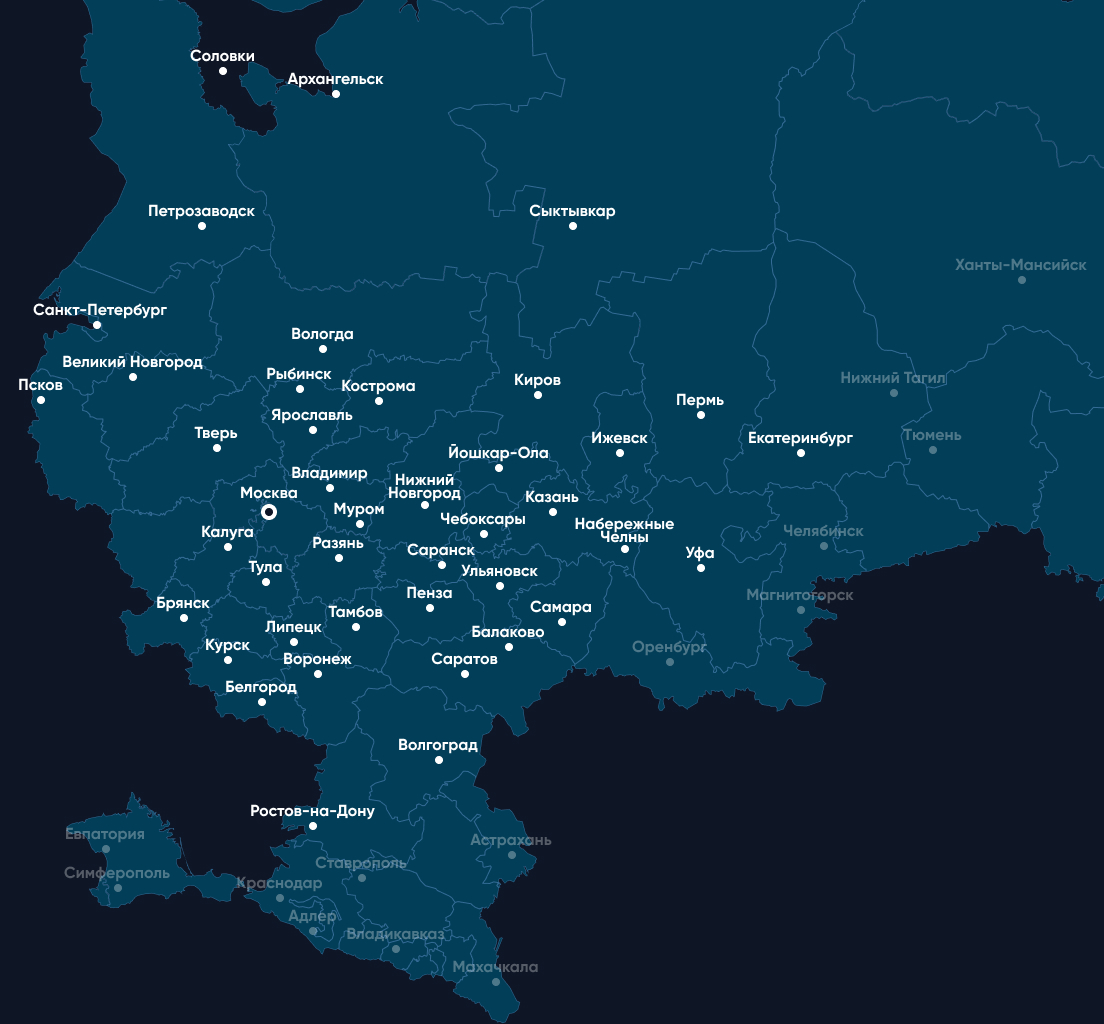 Соловки
Архангельск
Петрозаводск
Сыктывкар
Ханты-Мансийск
Санкт-Петербург
Вологда
Великий Новгород
Рыбинск
Псков
Кострома
Киров
Нижний Тагил
Пермь
Ярославль
Тверь
Ижевск
Екатеринбург
Тюмень
Йошкар-Ола
Владимир
Нижний
Новгород
Москва
Казань
Муром
Чебоксары
Набережные
Челны
Калуга
Челябинск
Разянь
Саранск
Уфа
Тула
Ульяновск
Пенза
Магнитогорск
Брянск
Самара
Тамбов
Липецк
Балаково
Курск
Оренбург
Воронеж
Саратов
Белгород
Волгоград
Ростов-на-Дону
Евпатория
Астрахань
Ставрополь
Симферополь
Краснодар
Адлер
Владикавказ
Махачкала